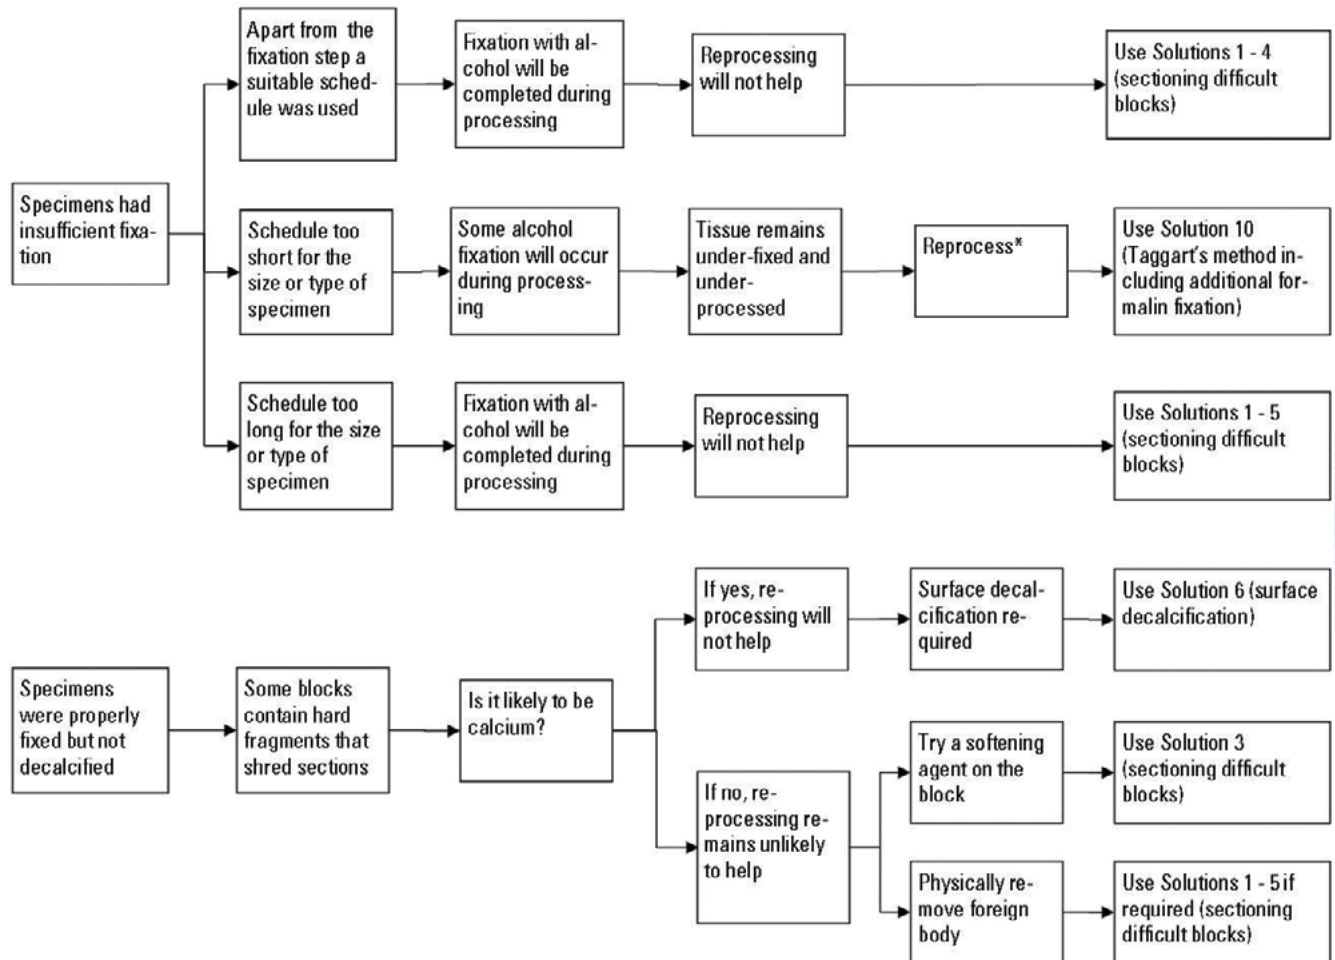 Apart from the
fixation step a
suitable sched-
ule was used
Fixation with al-
cohol will be
completed during
processing
Reprocessing
will not help
Use Solutions 1 - 4
(sectioning difficult
blocks)
Specimens had
insufficient fixa-
tion
Schedule too
short for the
size or type of
specimen
Some alcohol
fixation will occur
during process-
ing
Tissue remains
under-fixed and
under-
processed
Reprocess*
Use Solution 10
(Taggart's method in-
cluding additional for-
malin fixation)
Schedule too
long for the size
or type of
specimen
Fixation with al-
cohol will be
completed during
processing
Reprocessing
will not help
Use Solutions 1 - 5
(sectioning difficult
blocks)
Specimens
were properly
fixed but not
decalcified
Some blocks
contain hard
fragments that
shred sections
Is it likely to be
calcium?
If yes, re-
processing will
not help
Surface decal-
cification re-
quired
Use Solution 6 (surface
decalcification)
If no, re-
processing re-
mains unlikely
to help
Try a softening
agent on the
block
Use Solution 3
(sectioning difficult
blocks)
Physically re-
move foreign
body
Use Solutions 1 - 5 if
required (sectioning
difficult blocks)